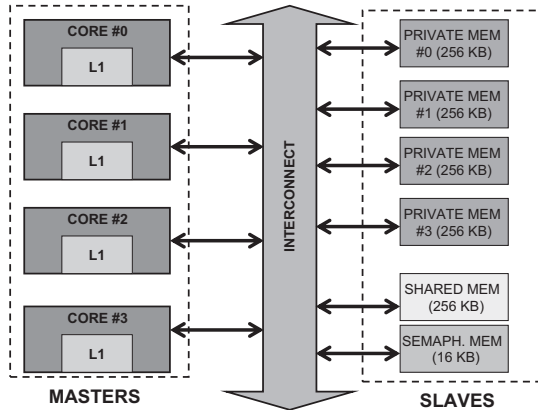 CORE #0
L1
CORE #1
L1
CORE #2
L1
CORE #3
L1
MASTERS
INTERCONNECT
PRIVATE MEM
#0 (256 KB)
PRIVATE MEM
#1 (256 KB)
PRIVATE MEM
#2 (256 KB)
PRIVATE MEM
#3 (256 KB)
SHARED MEM
(256 KB)
SEMAPH. MEM
(16 KB)
SLAVES